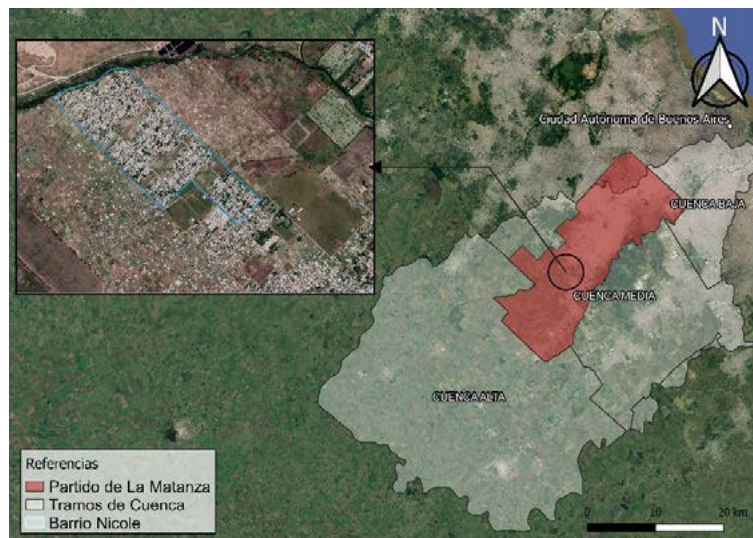 N
Ciudad Autónoma de Buenos Aires
CUENCA BAJA
CUENCA MEDIA
CUENCA ALTA
Referencias
Partido de La Matanza
Tramos de Cuenca
Barrio Nicole
0 10 20 km